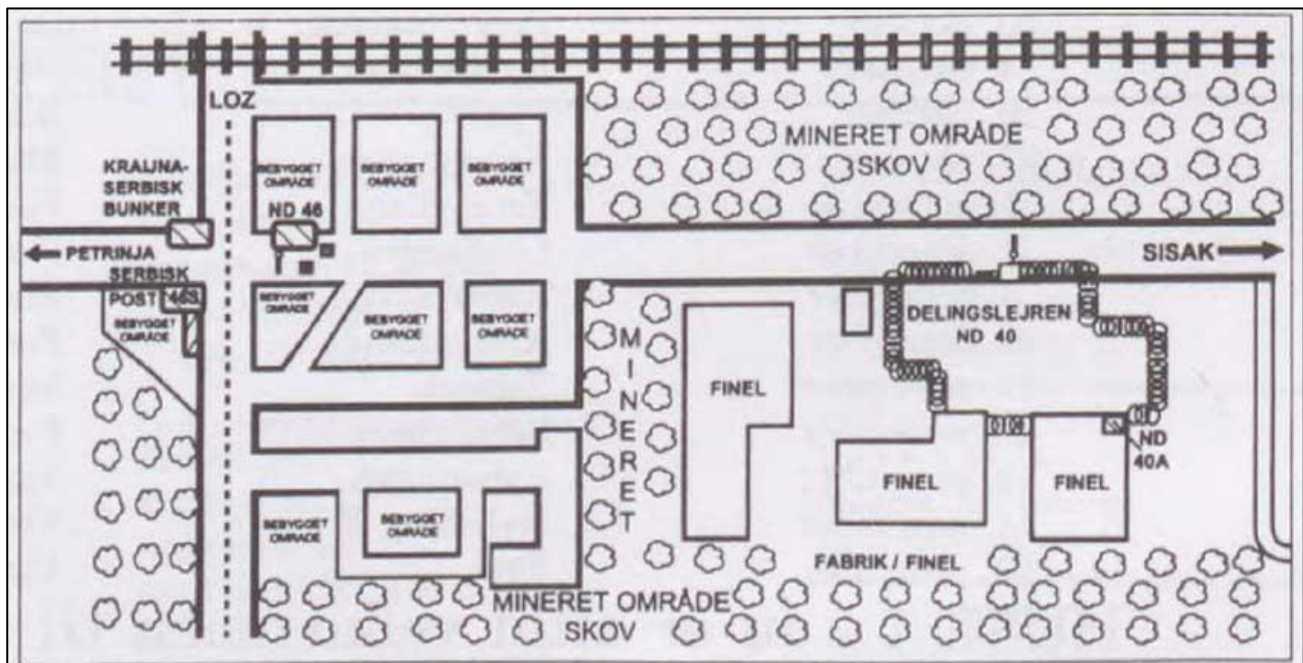 LOZ
KRAIJNA-
SERBISK
BUNKER
PETRINJA
SERBISK
POST
46S
BEBYGGET
OMRÅDE
BEBYGGET
OMRÅDE
BEBYGGET
OMRÅDE
BEBYGGET
OMRÅDE
ND 46
BEBYGGET
OMRÅDE
BEBYGGET
OMRÅDE
BEBYGGET
OMRÅDE
MINERET OMRÅDE
SKOV
SISAK
DELINGSLEJREN
ND 40
MINERET
FINEL
FINEL
FINEL
ND
40A
BEBYGGET
OMRÅDE
BEBYGGET
OMRÅDE
FABRIK / FINEL
MINERET OMRÅDE
SKOV